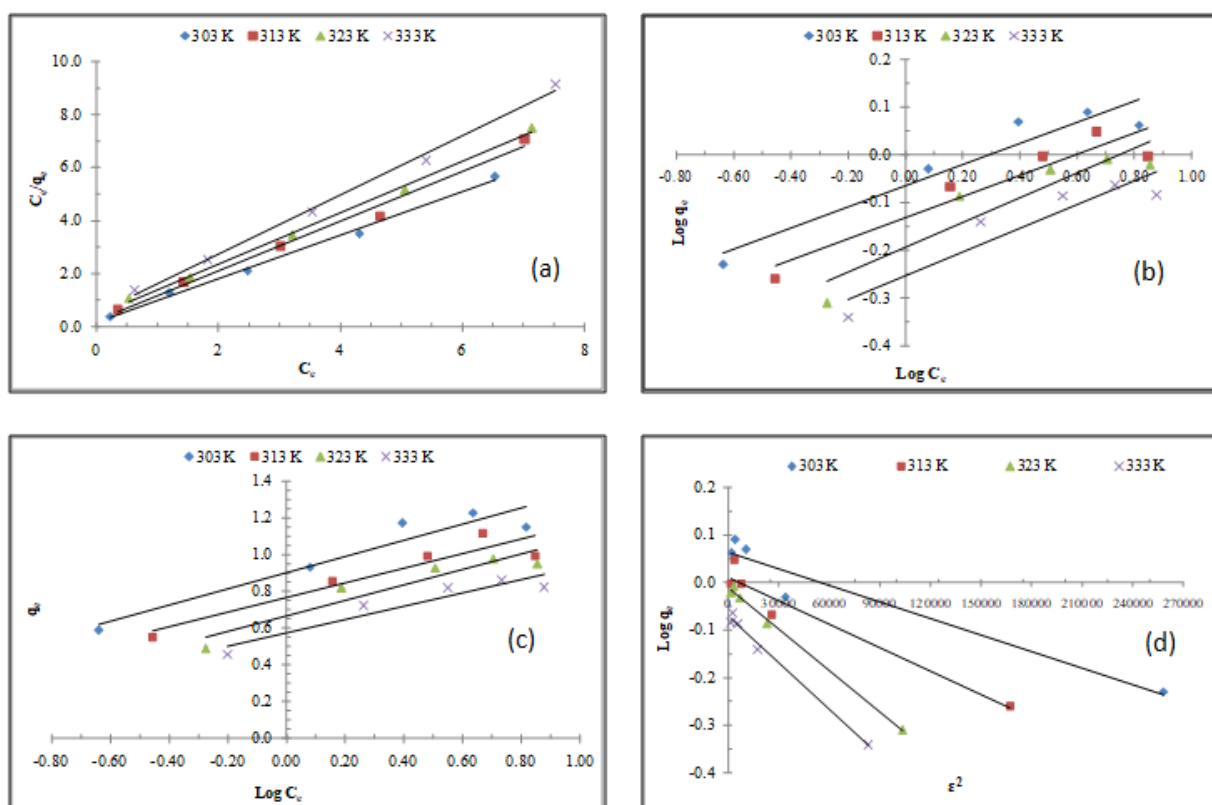 303 K 313 K 323 K 333 K
10.0
8.0
6.0
4.0
2.0
0.0
Cₑ/qₑ
0 2 4 6 8
Cₑ
(a)
303 K 313 K 323 K 333 K
0.2
0.1
0.0
-0.1
-0.2
-0.3
-0.4
-0.80 -0.60 -0.40 -0.20 0.00 0.20 0.40 0.60 0.80 1.00
Log qₑ
Log Cₑ
(b)
303 K 313 K 323 K 333 K
1.4
1.2
1.0
0.8
0.6
0.4
0.2
0.0
qₑ
-0.80 -0.60 -0.40 -0.20 0.00 0.20 0.40 0.60 0.80 1.00
Log Cₑ
(c)
303 K 313 K 323 K 333 K
0.2
0.1
0.0
-0.1
-0.2
-0.3
-0.4
0 30000 60000 90000 120000 150000 180000 210000 240000 270000
Log qₑ
ε²
(d)